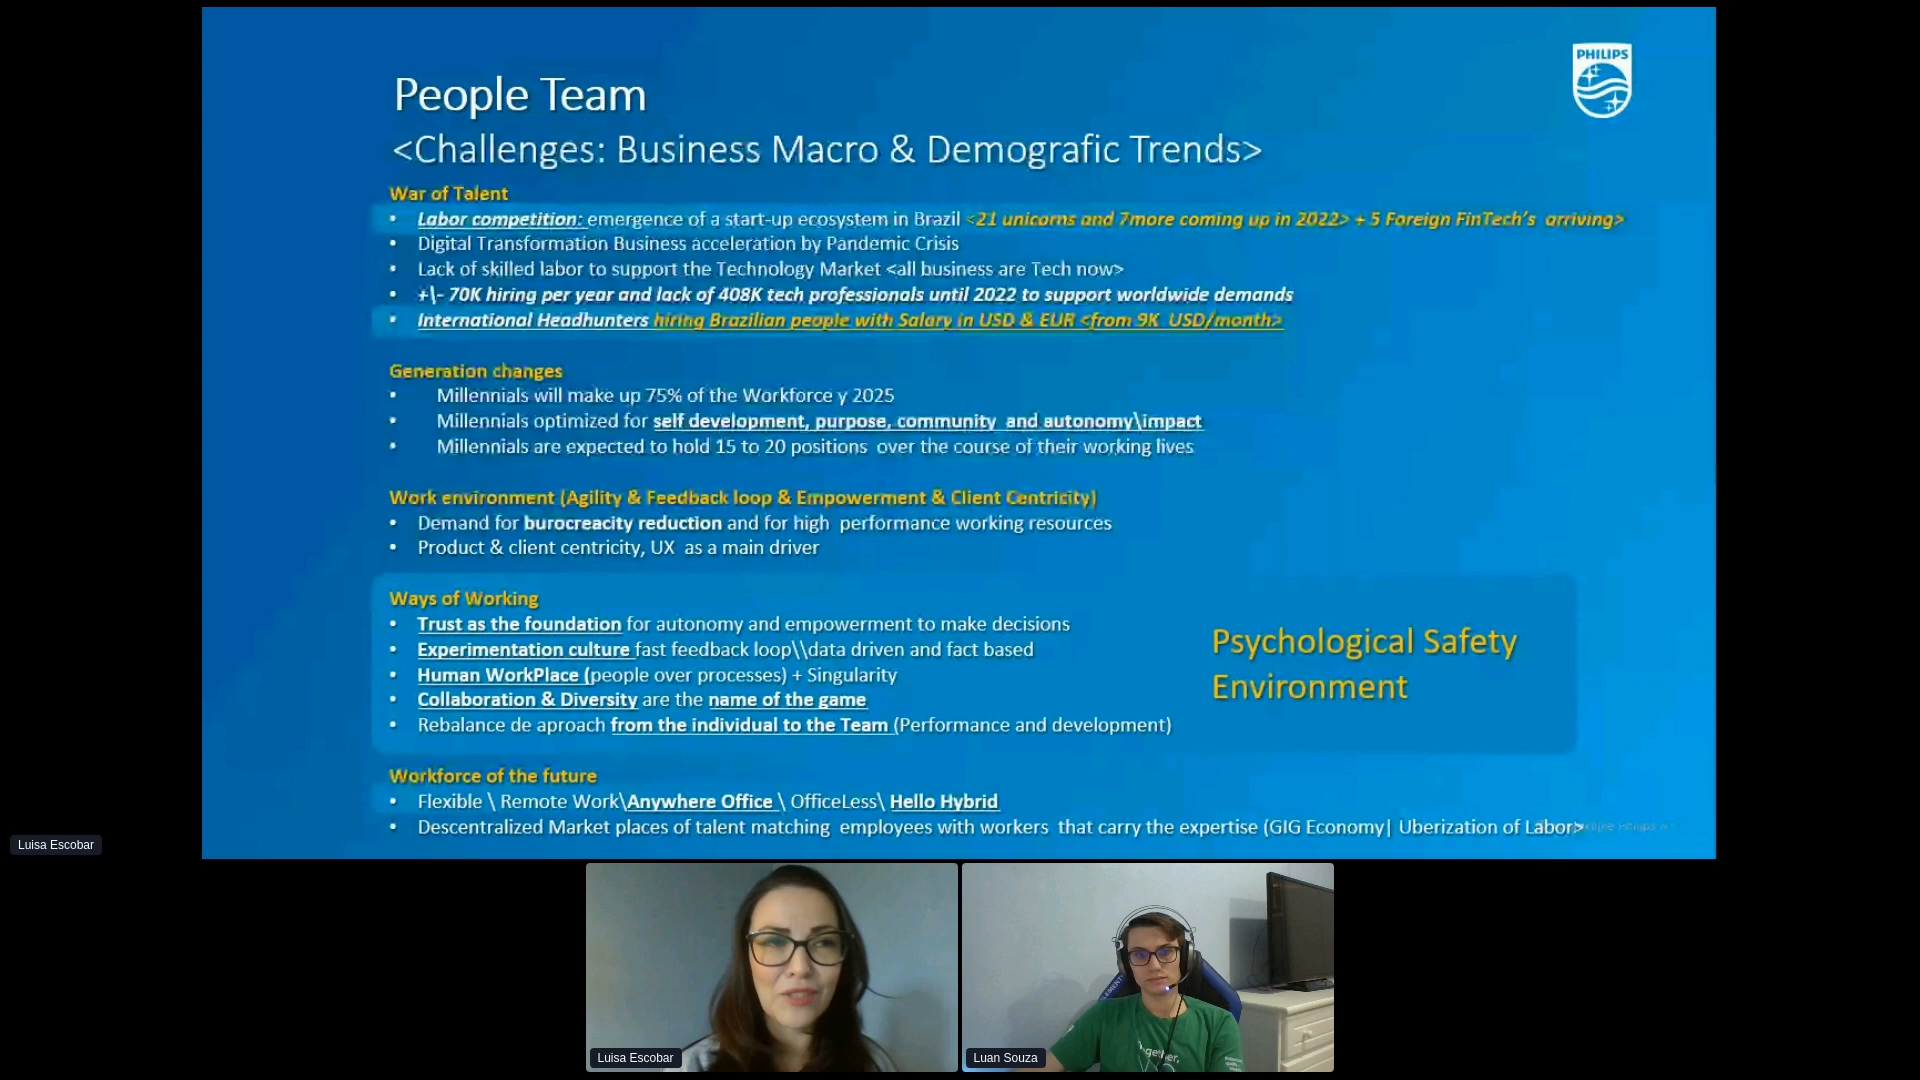 PHILIPS
People Team
<Challenges: Business Macro & Demografic Trends>
War of Talent
• Labor competition: emergence of a start-up ecosystem in Brazil <21 unicorns and 7more coming up in 2022> + 5 Foreign FinTech's arriving>
• Digital Transformation Business acceleration by Pandemic Crisis
• Lack of skilled labor to support the Technology Market <all business are Tech now>
• +\- 70K hiring per year and lack of 408K tech professionals until 2022 to support worldwide demands
• International Headhunters hiring Brazilian people with Salary in USD & EUR <from 9K USD/month>
Generation changes
• Millennials will make up 75% of the Workforce y 2025
• Millennials optimized for self development, purpose, community and autonomy\impact
• Millennials are expected to hold 15 to 20 positions over the course of their working lives
Work environment (Agility & Feedback loop & Empowerment & Client Centricity)
• Demand for burocreacity reduction and for high performance working resources
• Product & client centricity, UX as a main driver
Ways of Working
• Trust as the foundation for autonomy and empowerment to make decisions
• Experimentation culture fast feedback loop\\data driven and fact based
• Human WorkPlace (people over processes) + Singularity
• Collaboration & Diversity are the name of the game
• Rebalance de aproach from the individual to the Team (Performance and development)
Psychological Safety
Environment
Workforce of the future
• Flexible \ Remote Work\Anywhere Office \ OfficeLess\ Hello Hybrid
• Descentralized Market places of talent matching employees with workers that carry the expertise (GIG Economy| Uberization of Labor>
Luisa Escobar
Luisa Escobar
Luan Souza